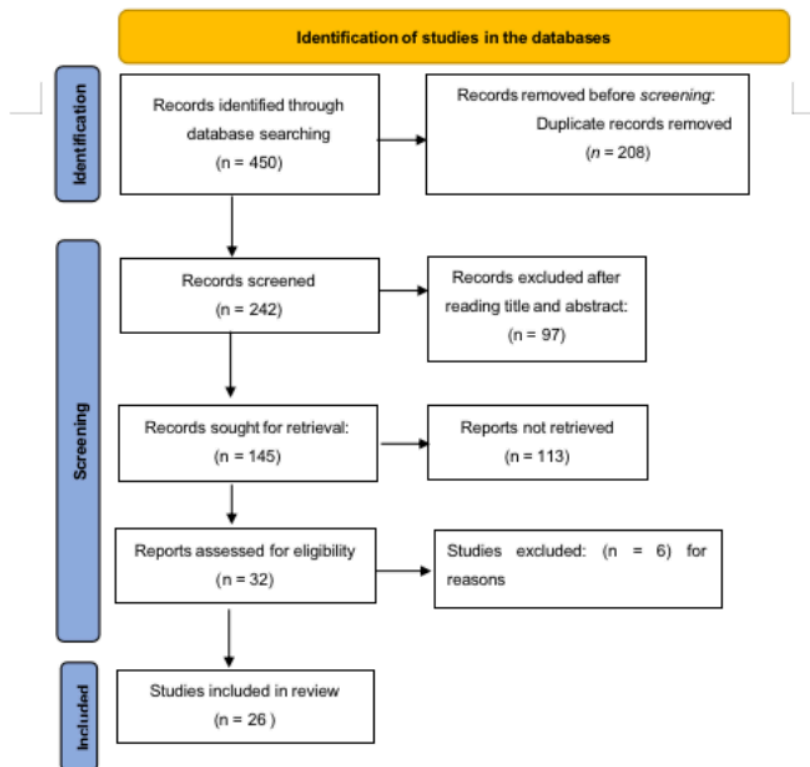 Identification of studies in the databases
Identification
Records identified through
database searching
(n = 450)
Records removed before screening:
Duplicate records removed
(n = 208)
Screening
Records screened
(n = 242)
Records excluded after
reading title and abstract:
(n = 97)
Records sought for retrieval:
(n = 145)
Reports not retrieved
(n = 113)
Reports assessed for eligibility
(n = 32)
Studies excluded: (n = 6) for
reasons
Included
Studies included in review
(n = 26 )